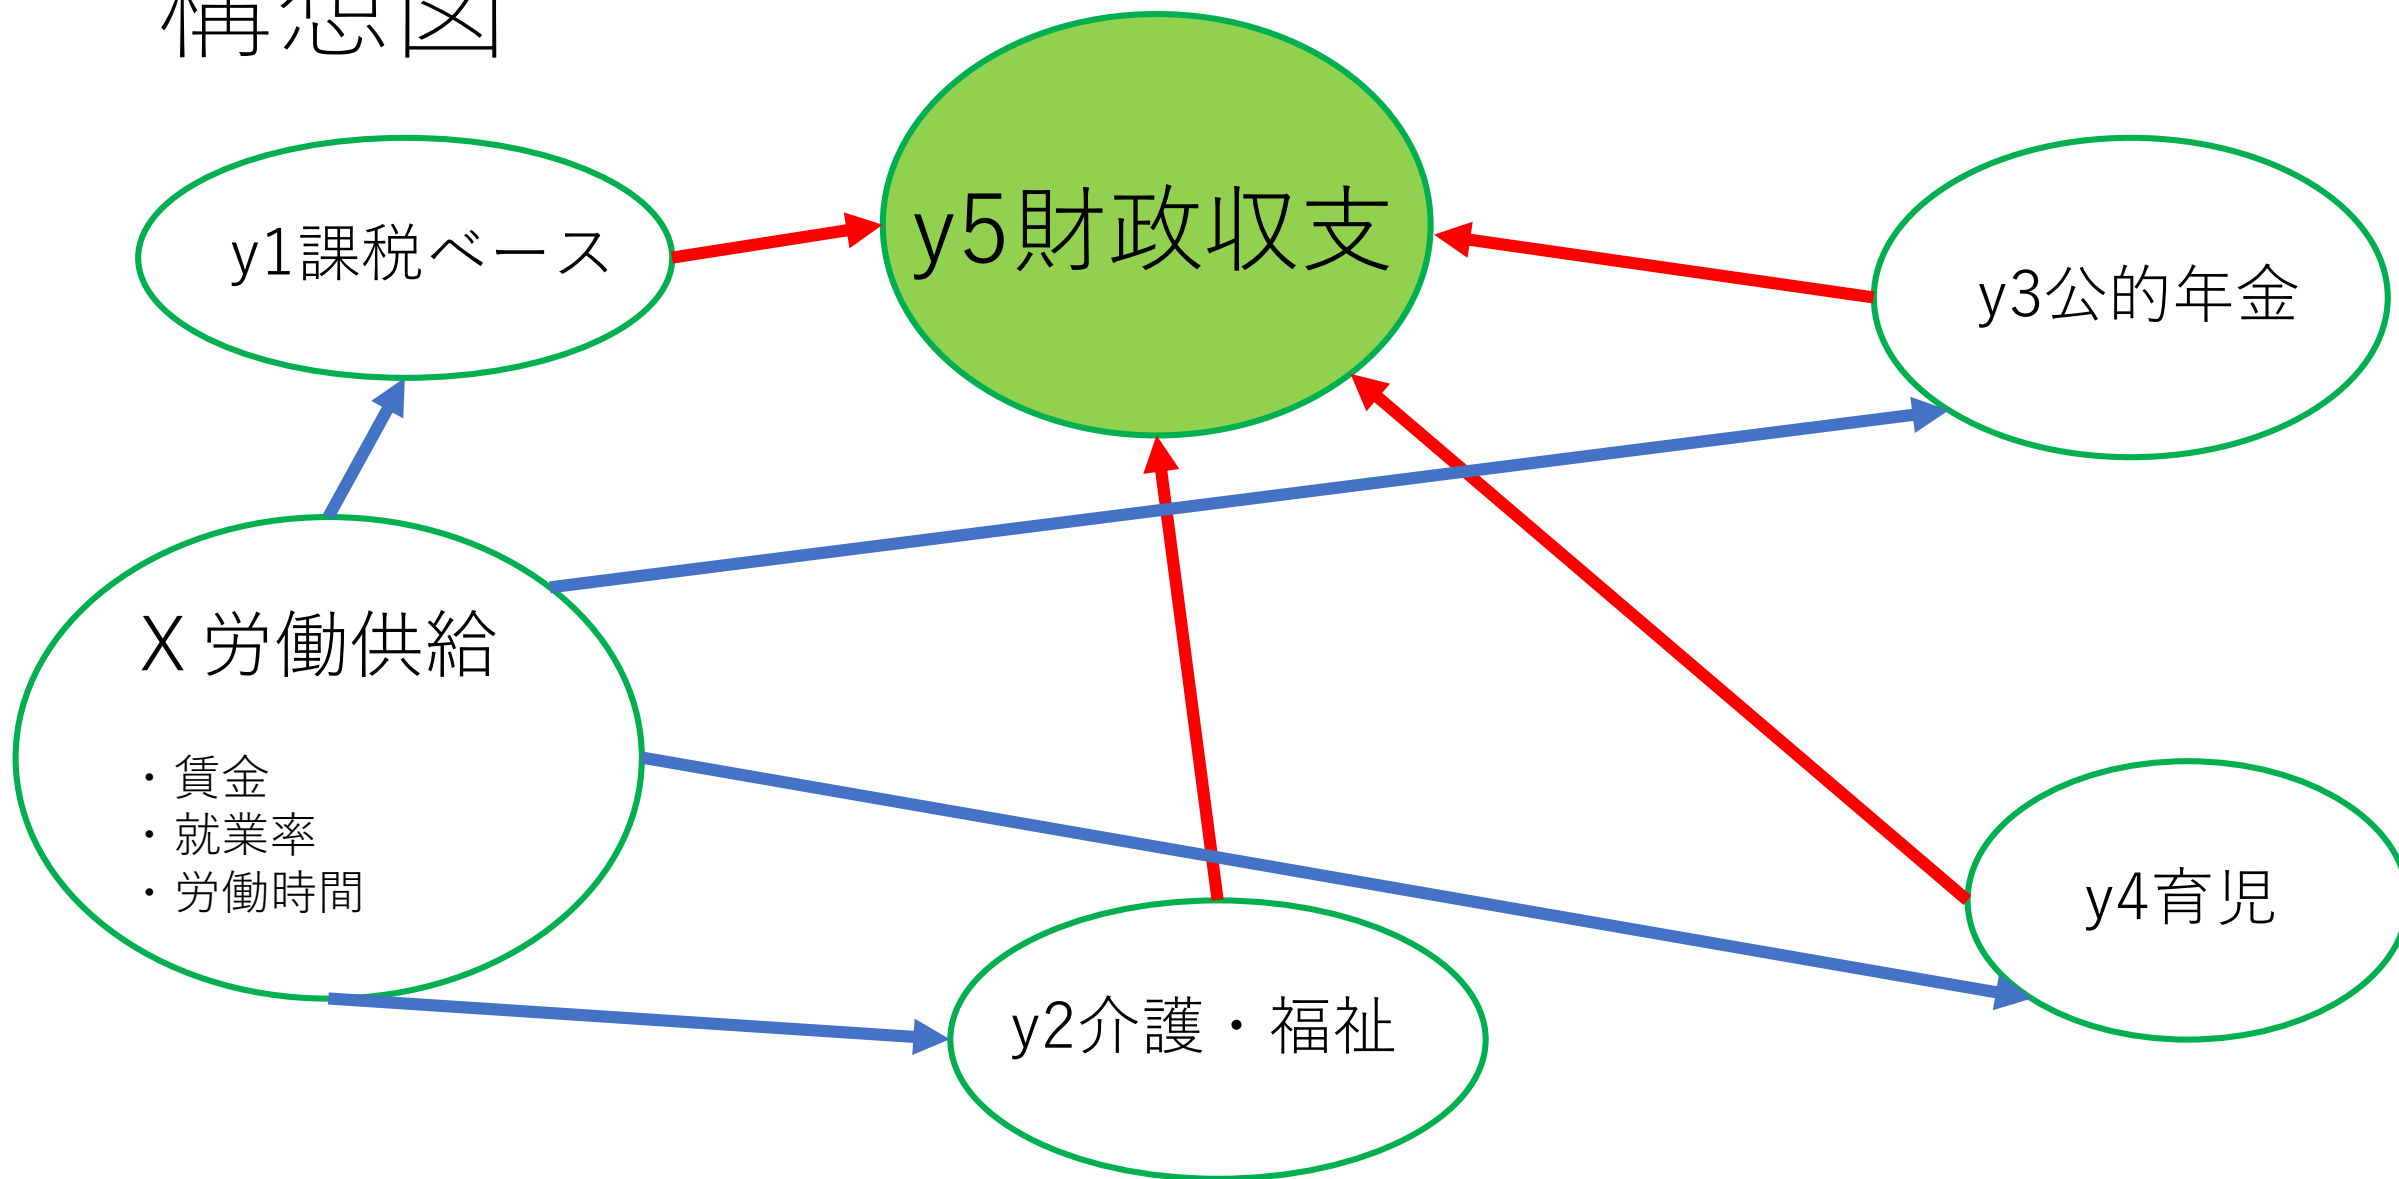 構想図
y5財政収支
y1課税ベース
y3公的年金
X 労働供給
・賃金
・就業率
・労働時間
y4育児
y2介護・福祉